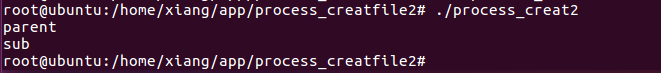 root@ubuntu:/home/xiang/app/process_creatfile2# ./process_creat2
parent
sub
root@ubuntu:/home/xiang/app/process_creatfile2#